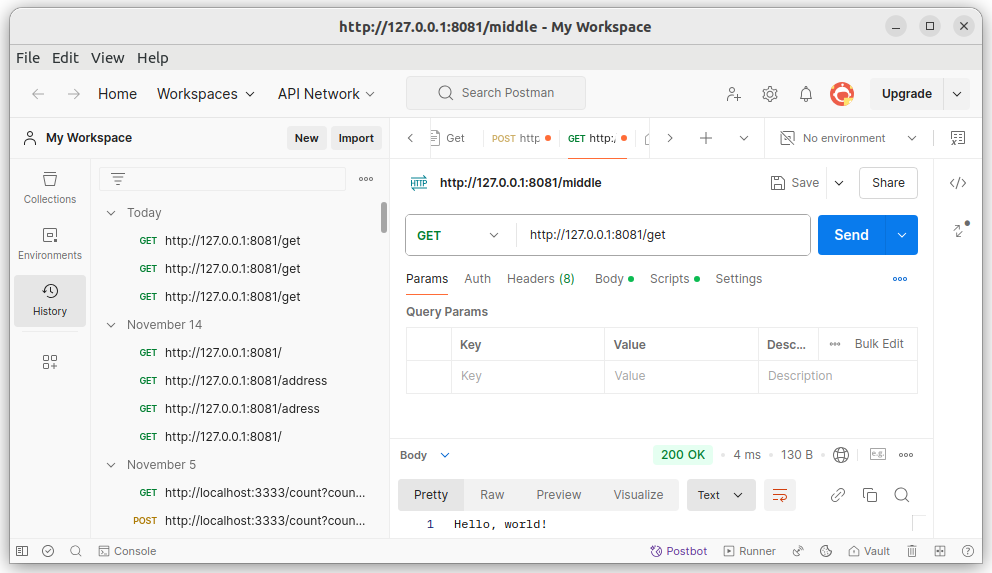 http://127.0.0.1:8081/middle - My Workspace
File Edit View Help
Home Workspaces API Network Search Postman Upgrade
My Workspace New Import
Get POST http GET http:, No environment
HTTP http://127.0.0.1:8081/middle Save Share
Collections
Environments
History
Today
GET http://127.0.0.1:8081/get
GET http://127.0.0.1:8081/get
GET http://127.0.0.1:8081/get
November 14
GET http://127.0.0.1:8081/
GET http://127.0.0.1:8081/address
GET http://127.0.0.1:8081/adress
GET http://127.0.0.1:8081/
November 5
GET http://localhost:3333/count?coun...
POST http://localhost:3333/count?coun...
GET http://127.0.0.1:8081/get Send
Params Auth Headers (8) Body Scripts Settings
Query Params
Key Value Desc... Bulk Edit
Key Value Description
Body 200 OK 4 ms 130 B e.g.
Pretty Raw Preview Visualize Text
1 Hello, world!
Console Postbot Runner Vault